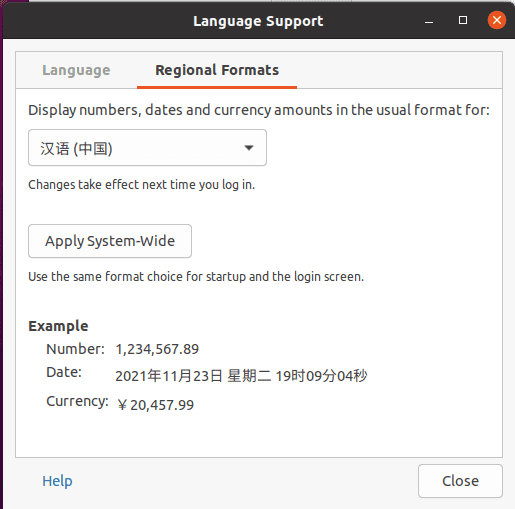 Language Support
Language Regional Formats
Display numbers, dates and currency amounts in the usual format for:
汉语 (中国)
Changes take effect next time you log in.
Apply System-Wide
Use the same format choice for startup and the login screen.
Example
Number: 1,234,567.89
Date: 2021年11月23日 星期二 19时09分04秒
Currency: ￥20,457.99
Help Close